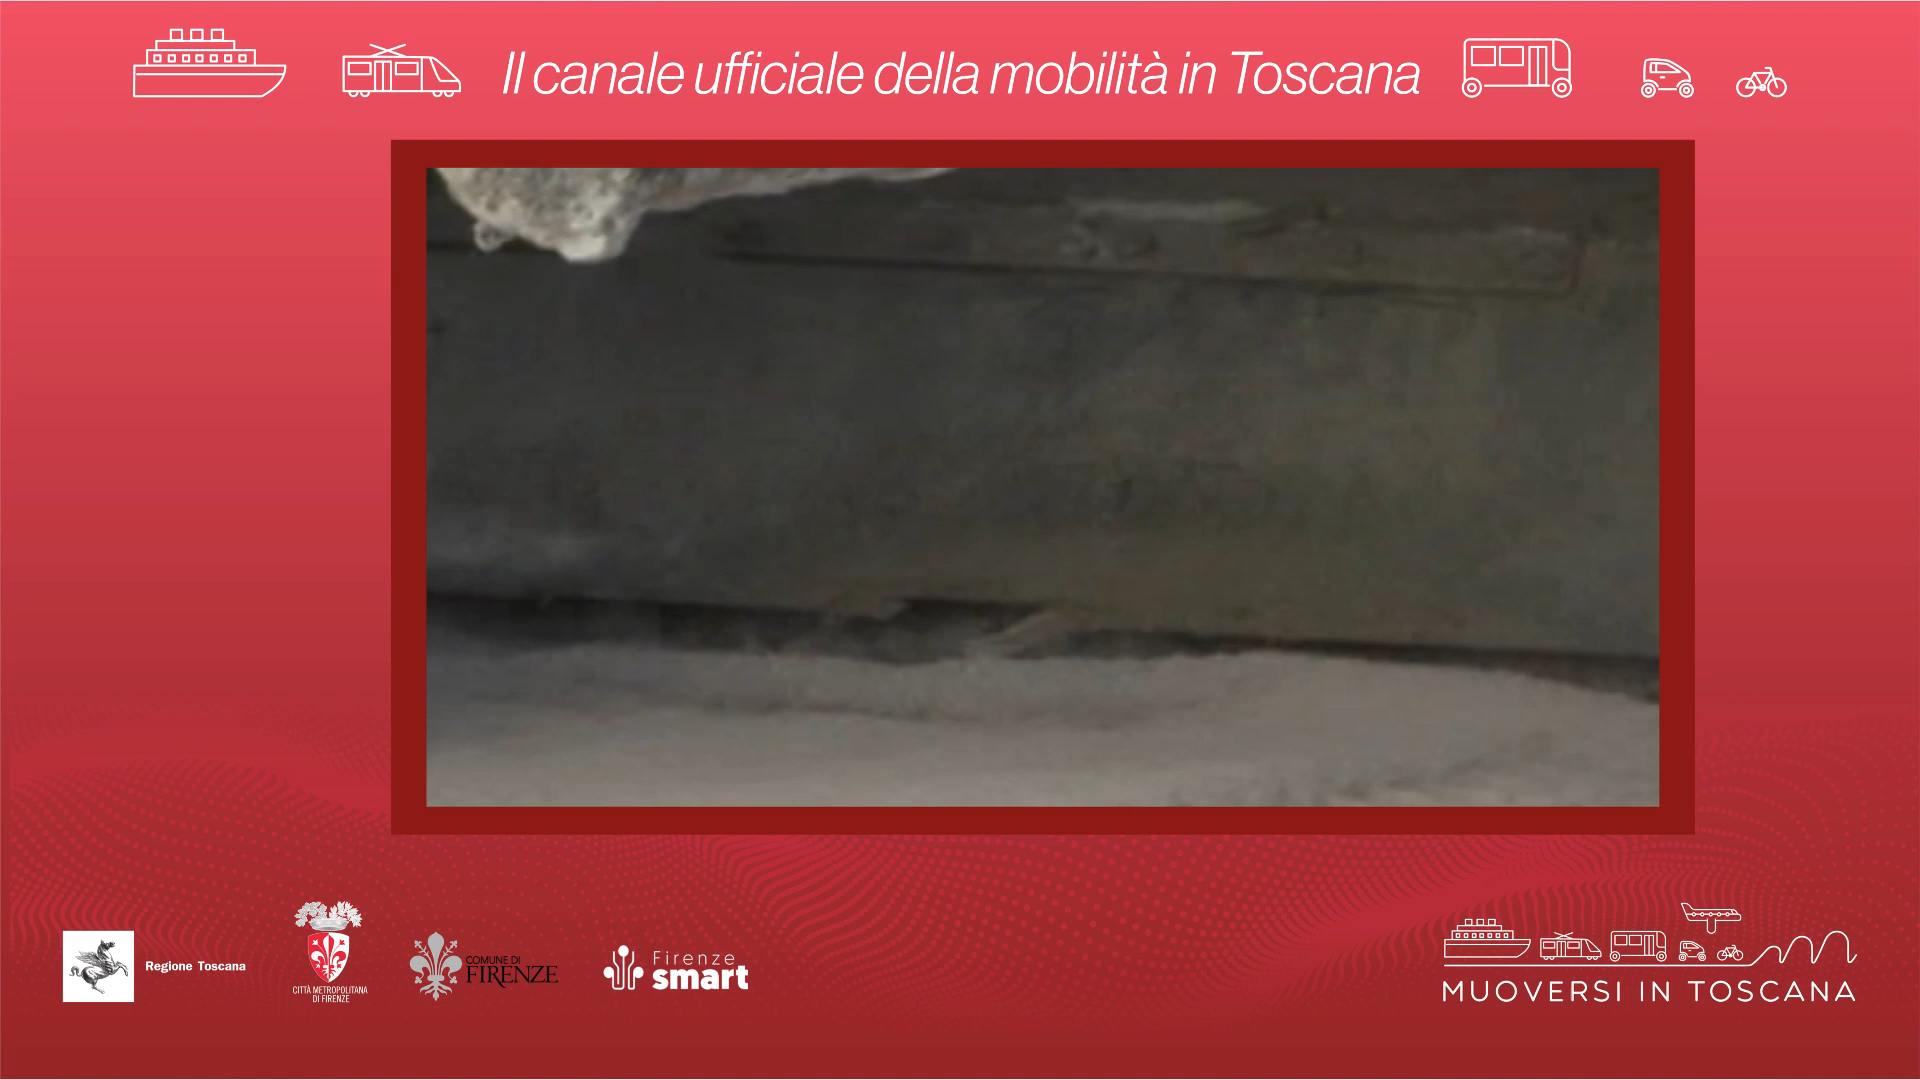 Il canale ufficiale della mobilità in Toscana
Regione Toscana
CITTÀ METROPOLITANA
DI FIRENZE
COMUNE DI
FIRENZE
Firenze
smart
MUOVERSI IN TOSCANA